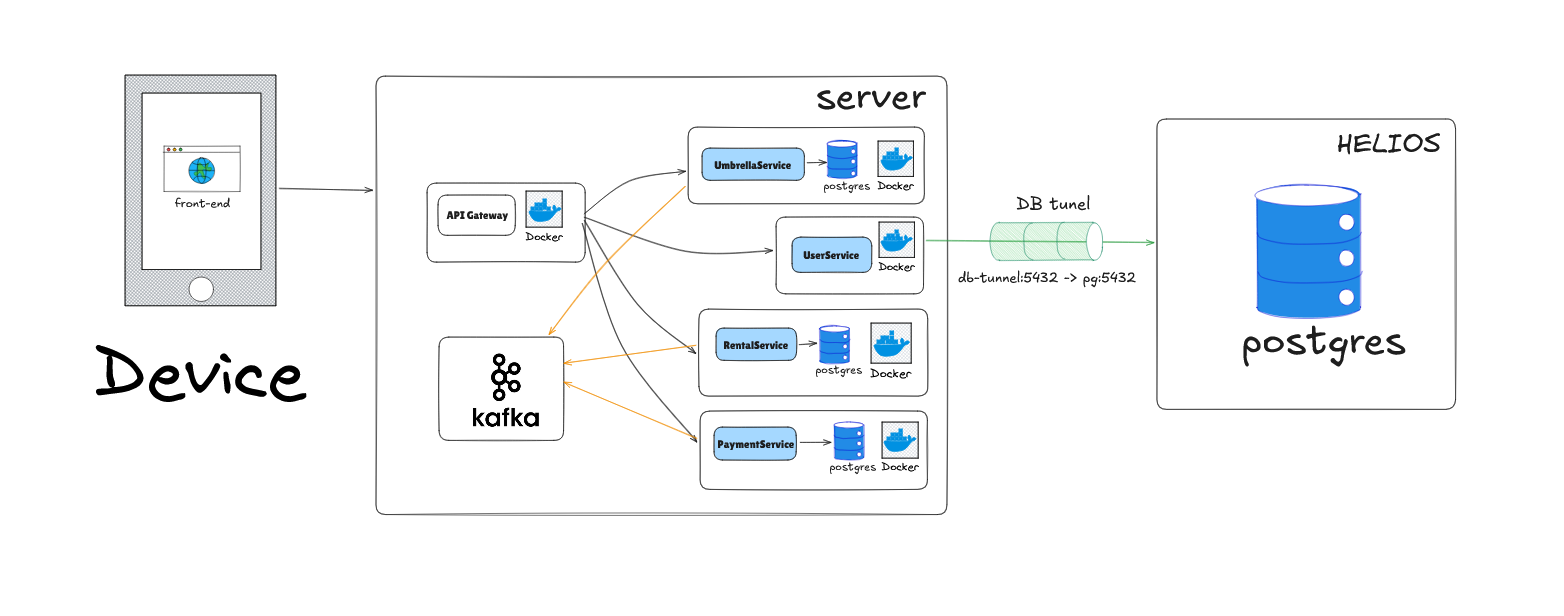 front-end
Device
server
API Gateway
Docker
kafka
UmbrellaService
postgres
Docker
UserService
Docker
RentalService
postgres
Docker
PaymentService
postgres
Docker
DB tunel
db-tunnel:5432 -> pg:5432
HELIOS
postgres